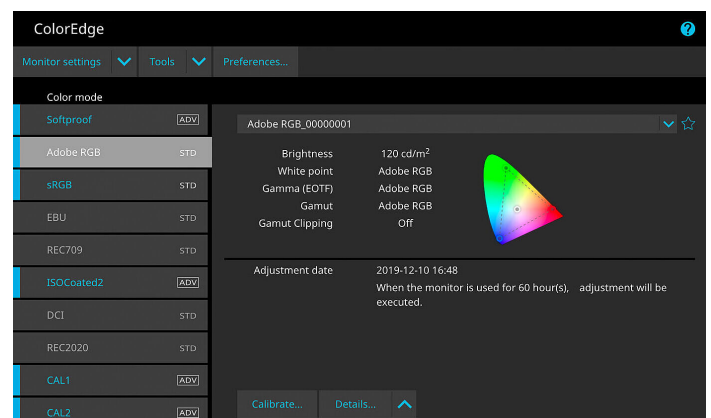 ColorEdge
Monitor settings Tools Preferences...
Color mode
Softproof ADV
Adobe RGB STD
sRGB STD
EBU STD
REC709 STD
ISOCoated2 ADV
DCI STD
REC2020 STD
CAL1 ADV
CAL2 ADV
Adobe RGB_00000001
Brightness 120 cd/m²
White point Adobe RGB
Gamma (EOTF) Adobe RGB
Gamut Adobe RGB
Gamut Clipping Off
Adjustment date 2019-12-10 16:48
When the monitor is used for 60 hour(s), adjustment will be
executed.
Calibrate... Details...